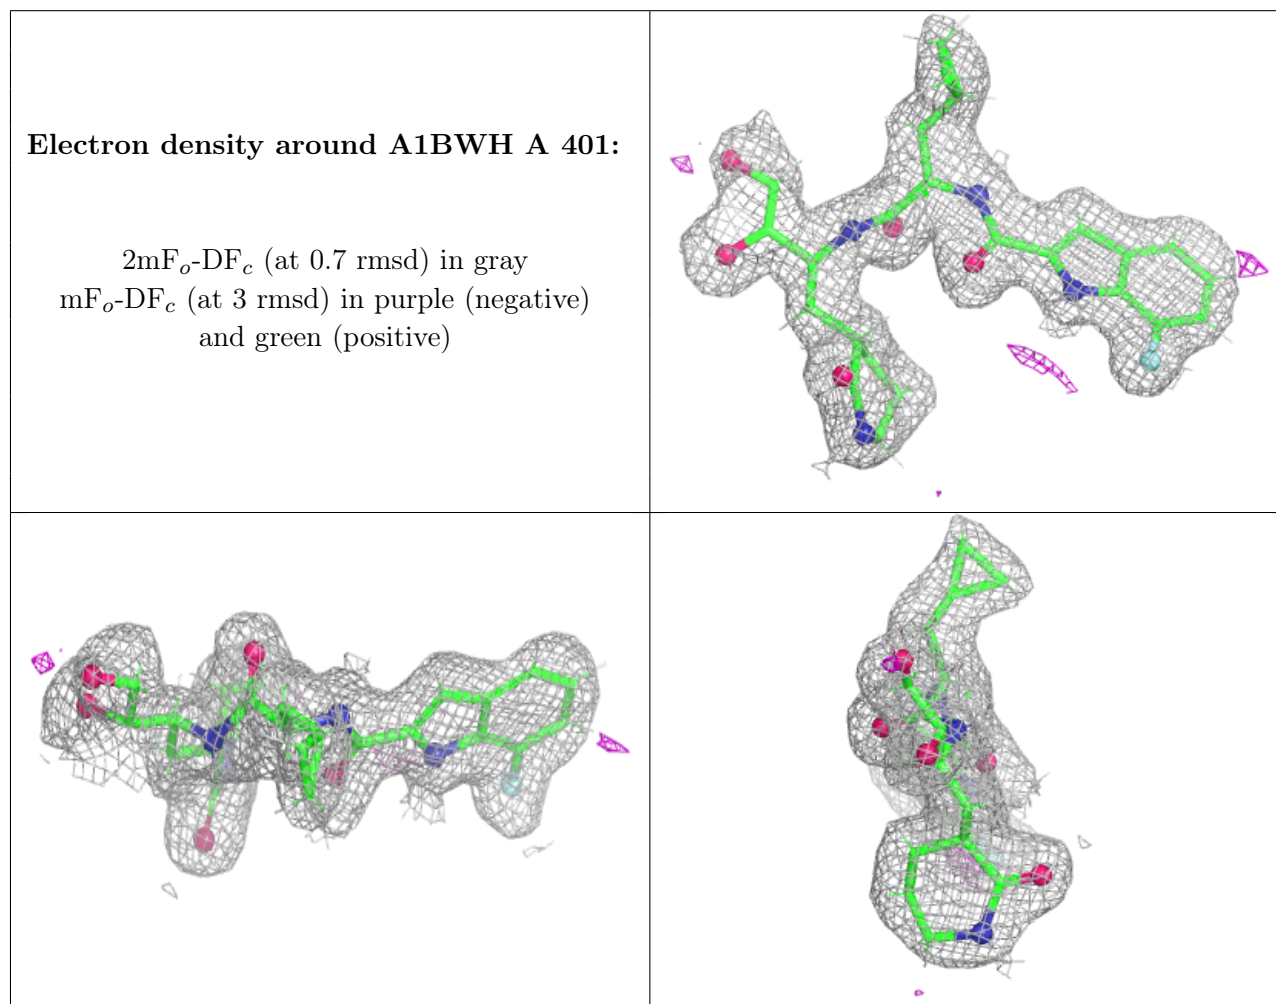 Electron density around A1BWH A 401:
2mFo-DFc (at 0.7 rmsd) in gray
mFo-DFc (at 3 rmsd) in purple (negative)
and green (positive)